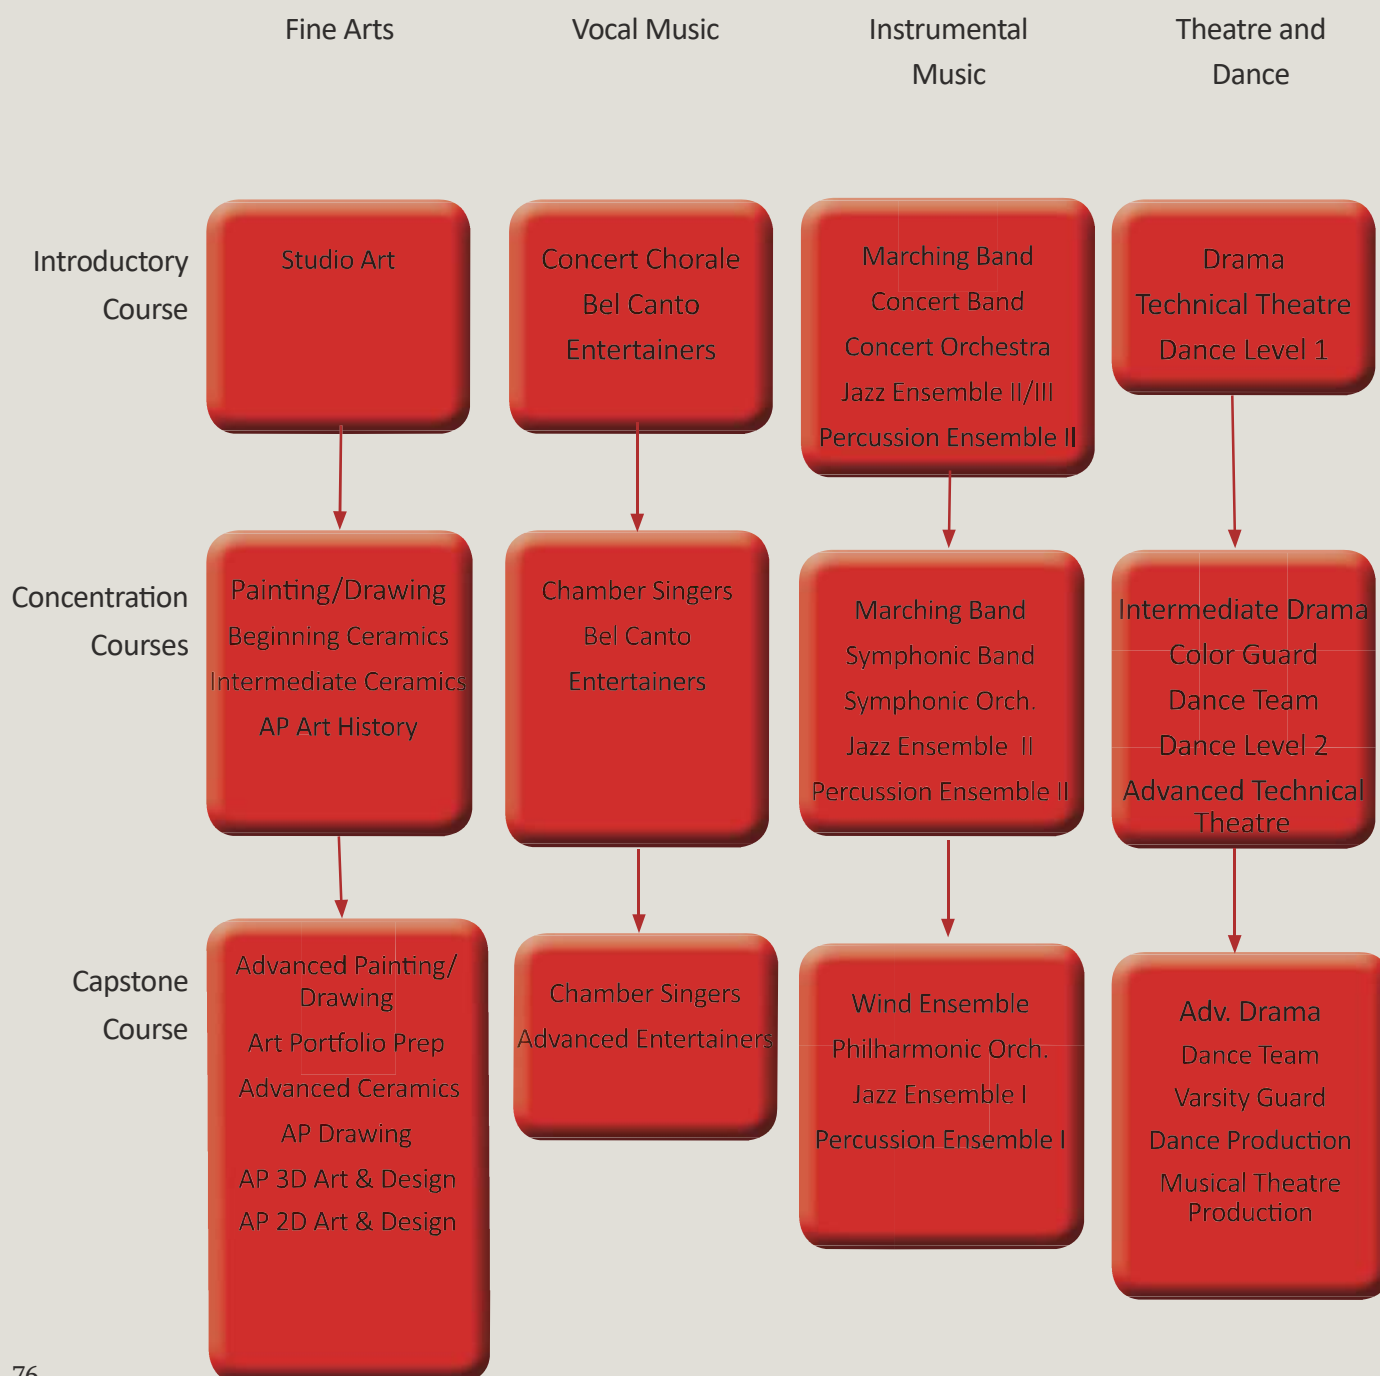 Fine Arts
Vocal Music
Instrumental
Music
Theatre and
Dance
Introductory
Course
Studio Art
Concert Chorale
Bel Canto
Entertainers
Marching Band
Concert Band
Concert Orchestra
Jazz Ensemble II/III
Percussion Ensemble II
Drama
Technical Theatre
Dance Level 1
Concentration
Courses
Painting/Drawing
Beginning Ceramics
Intermediate Ceramics
AP Art History
Chamber Singers
Bel Canto
Entertainers
Marching Band
Symphonic Band
Symphonic Orch.
Jazz Ensemble II
Percussion Ensemble II
Intermediate Drama
Color Guard
Dance Team
Dance Level 2
Advanced Technical
Theatre
Capstone
Course
Advanced Painting/
Drawing
Art Portfolio Prep
Advanced Ceramics
AP Drawing
AP 3D Art & Design
AP 2D Art & Design
Chamber Singers
Advanced Entertainers
Wind Ensemble
Philharmonic Orch.
Jazz Ensemble I
Percussion Ensemble I
Adv. Drama
Dance Team
Varsity Guard
Dance Production
Musical Theatre
Production
76